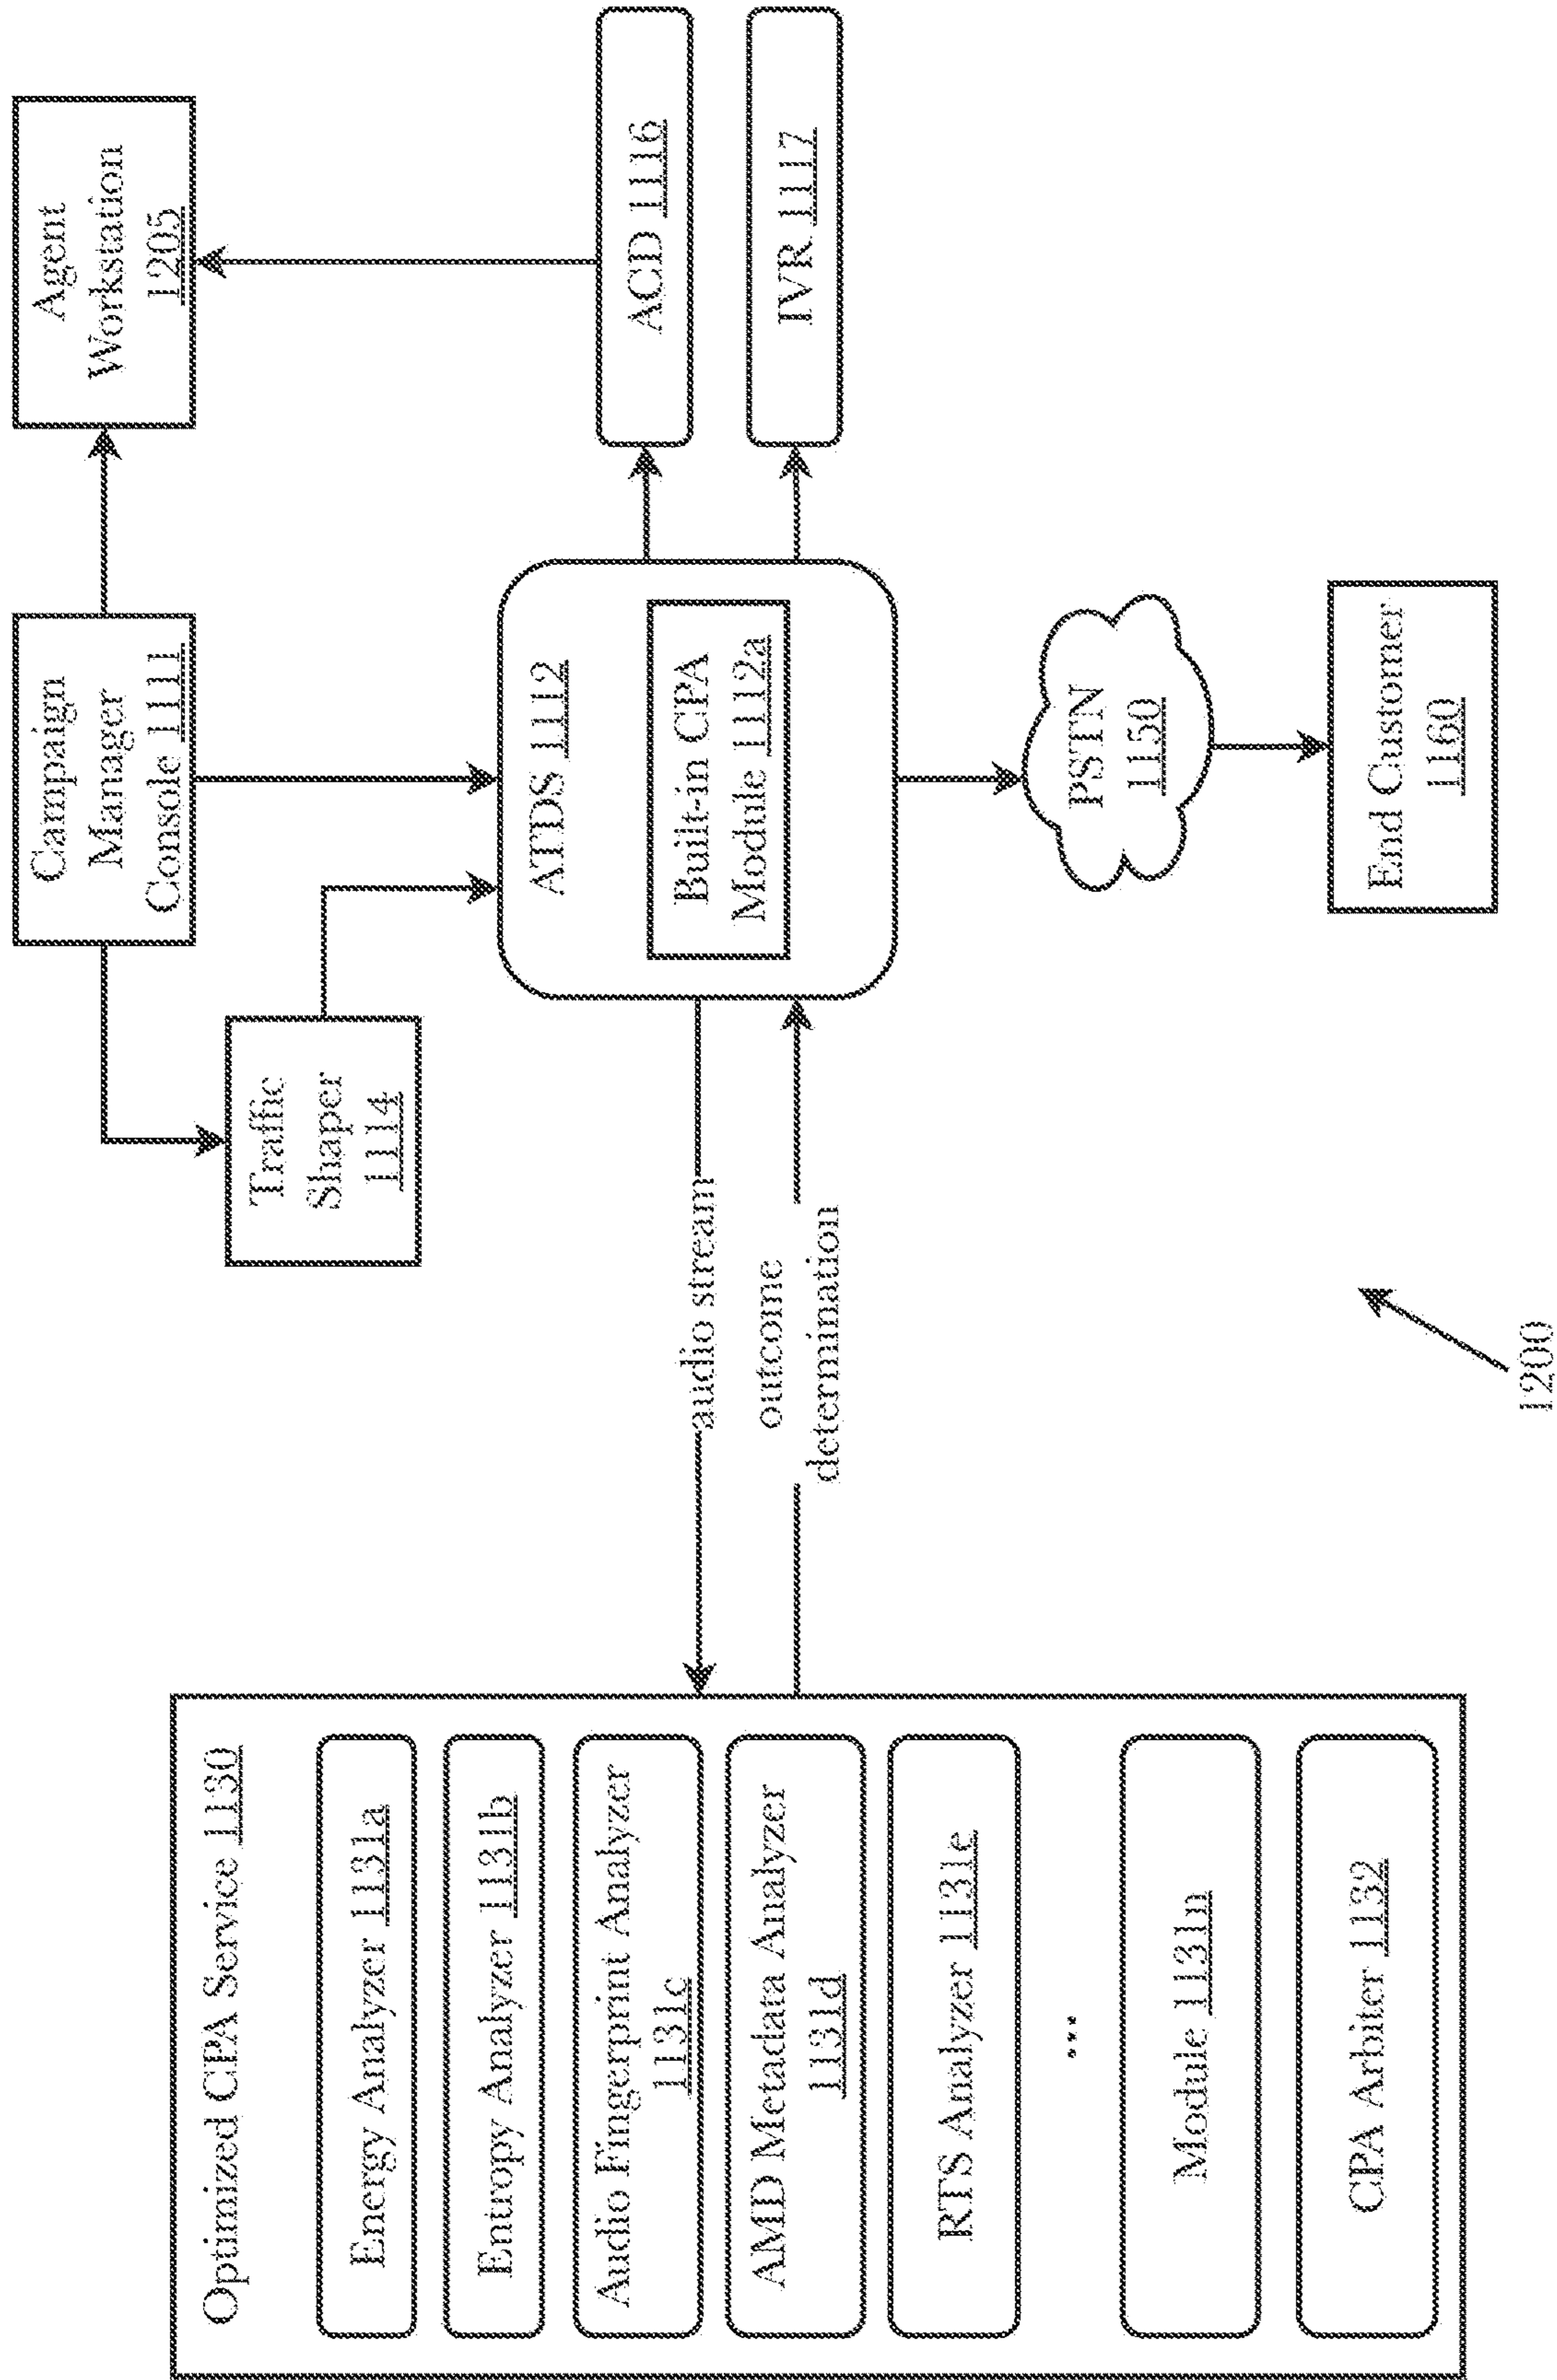 Optimized CPA Service 1130
Energy Analyzer 1131a
Entropy Analyzer 1131b
Audio Fingerprint Analyzer
1131c
AMD Metadata Analyzer
1131d
RTS Analyzer 1131e
...
Module 1131n
CPA Arbiter 1132
audio stream
outcome
determination
Traffic
Shaper
1114
Campaign
Manager
Console 1111
Agent
Workstation
1205
ATDS 1112
Built-in CPA
Module 1112a
ACD 1116
IVR 1117
PSTN
1150
End Customer
1160
1200